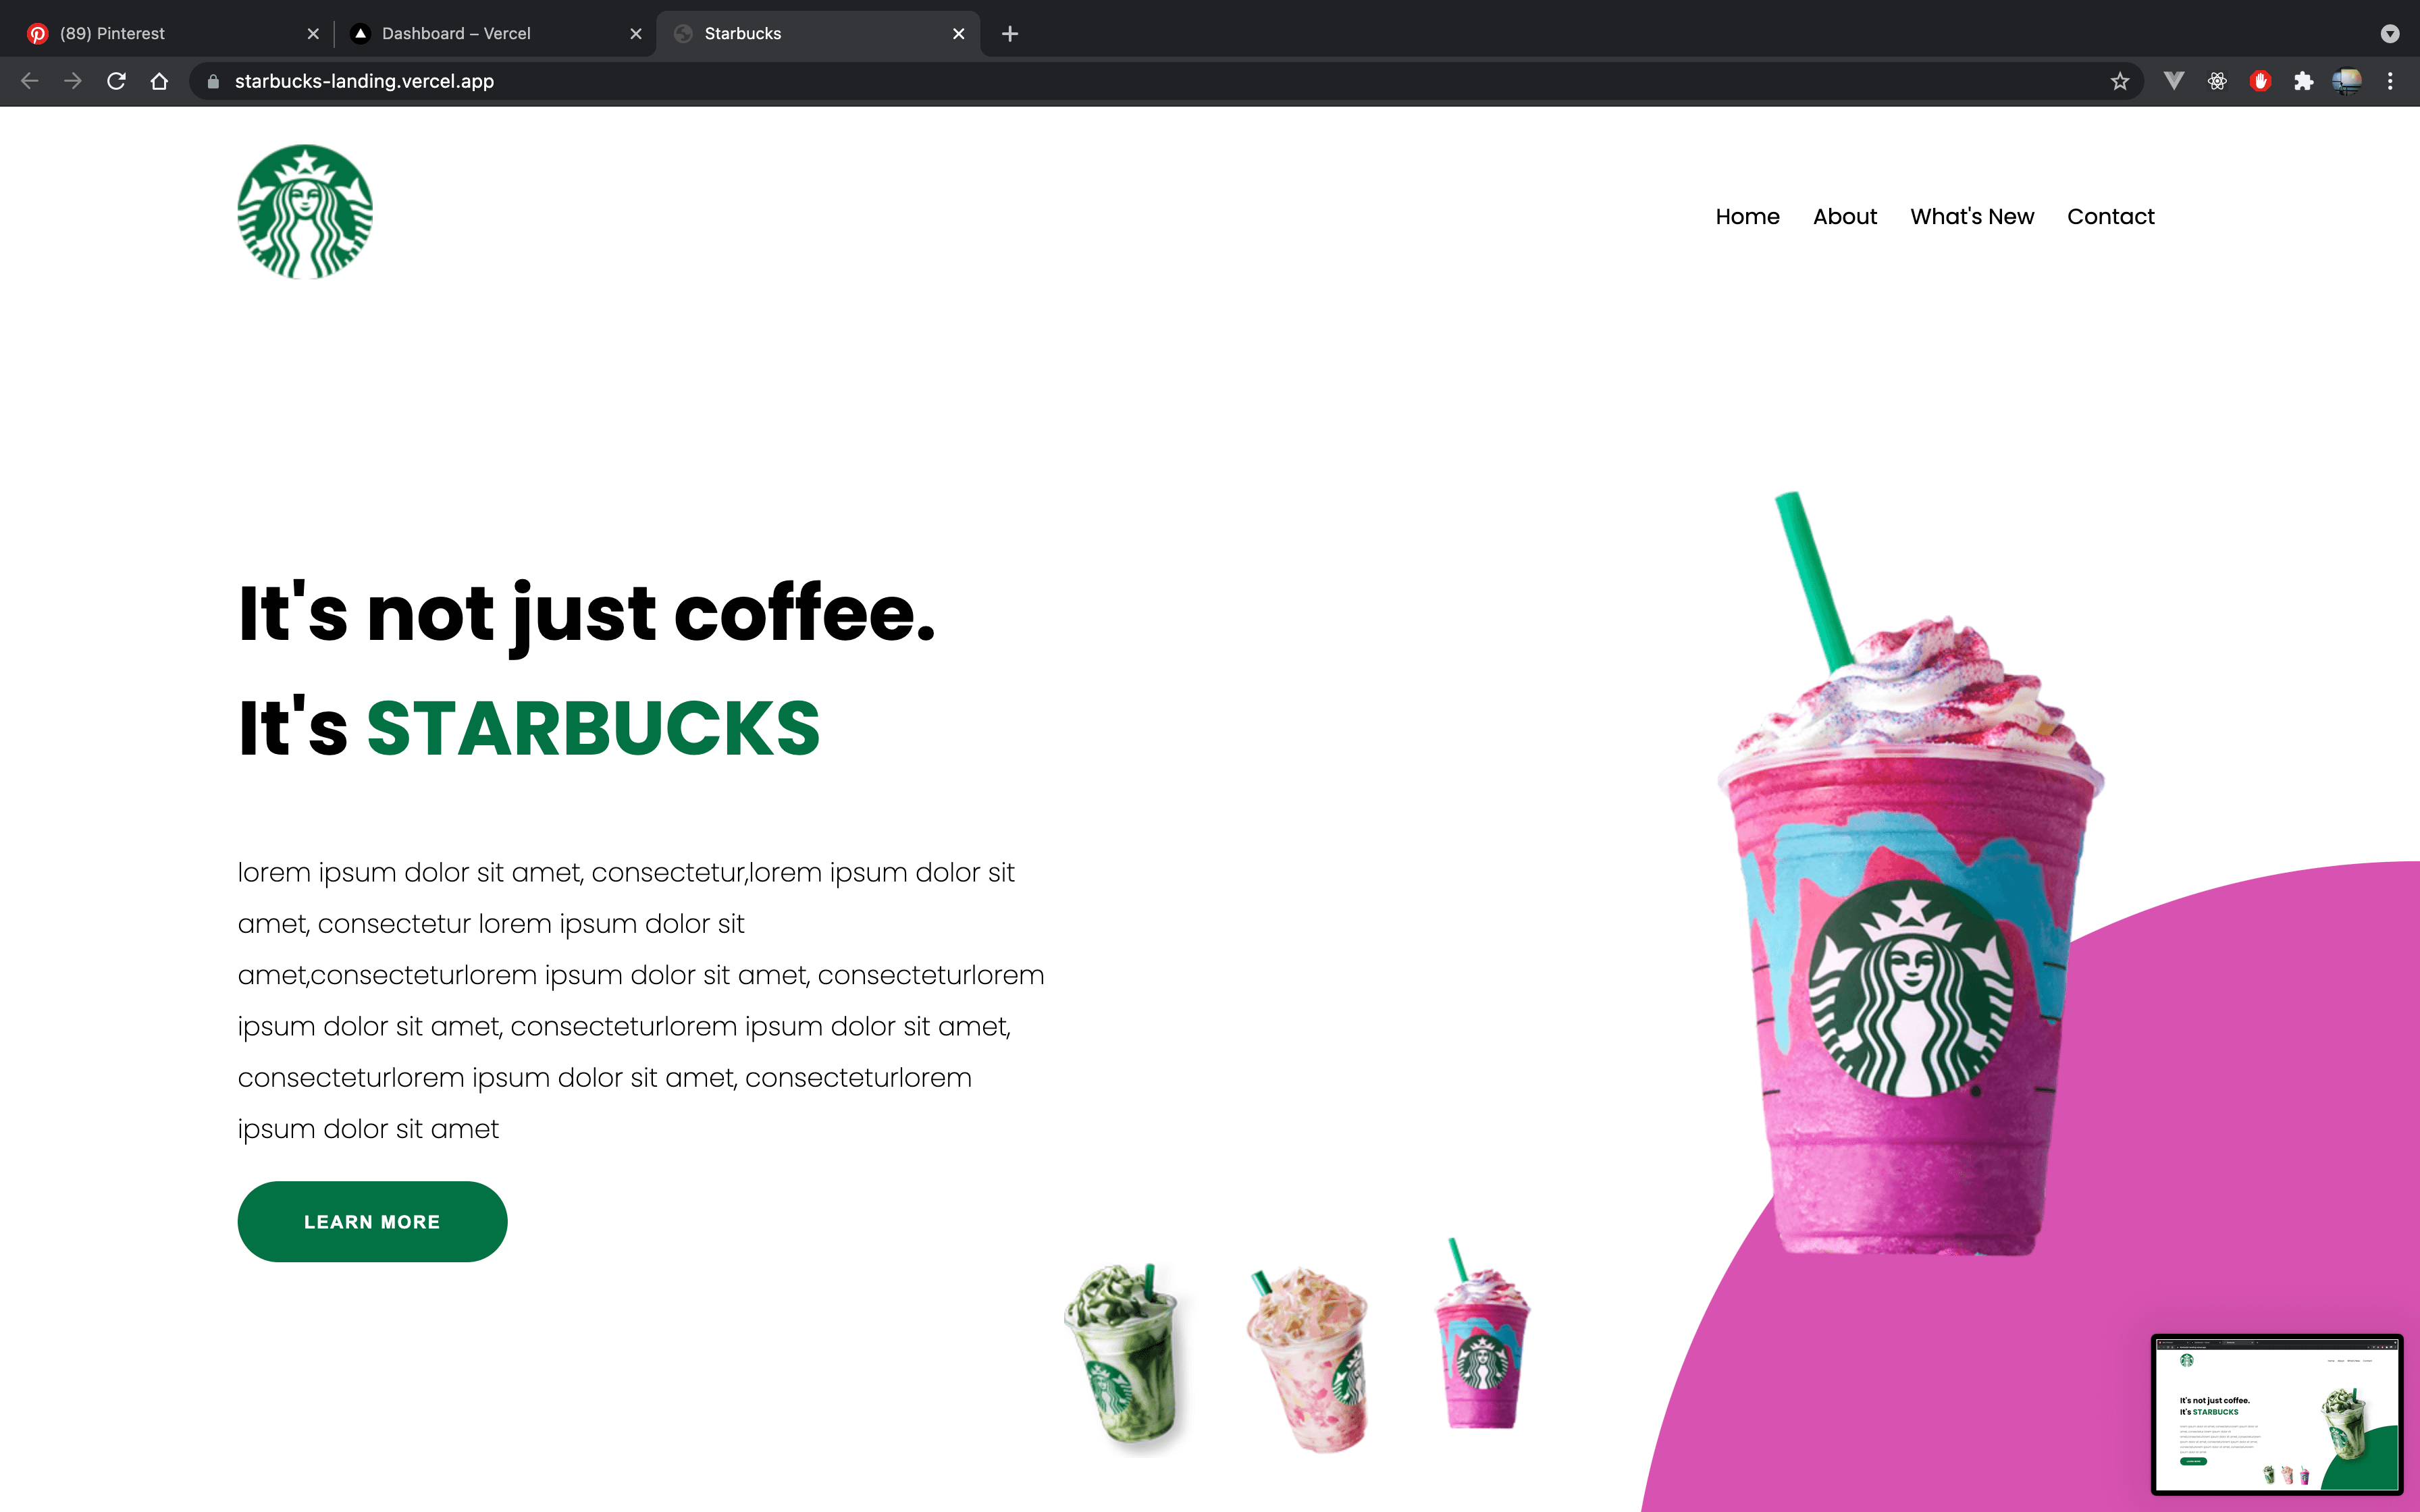 (89) Pinterest
Dashboard – Vercel
Starbucks
starbucks-landing.vercel.app
Home About What's New Contact
It's not just coffee.
It's STARBUCKS
lorem ipsum dolor sit amet, consectetur,lorem ipsum dolor sit
amet, consectetur lorem ipsum dolor sit
amet,consecteturlorem ipsum dolor sit amet, consecteturlorem
ipsum dolor sit amet, consecteturlorem ipsum dolor sit amet,
consecteturlorem ipsum dolor sit amet, consecteturlorem
ipsum dolor sit amet
LEARN MORE
It's not just coffee.
It's STARBUCKS